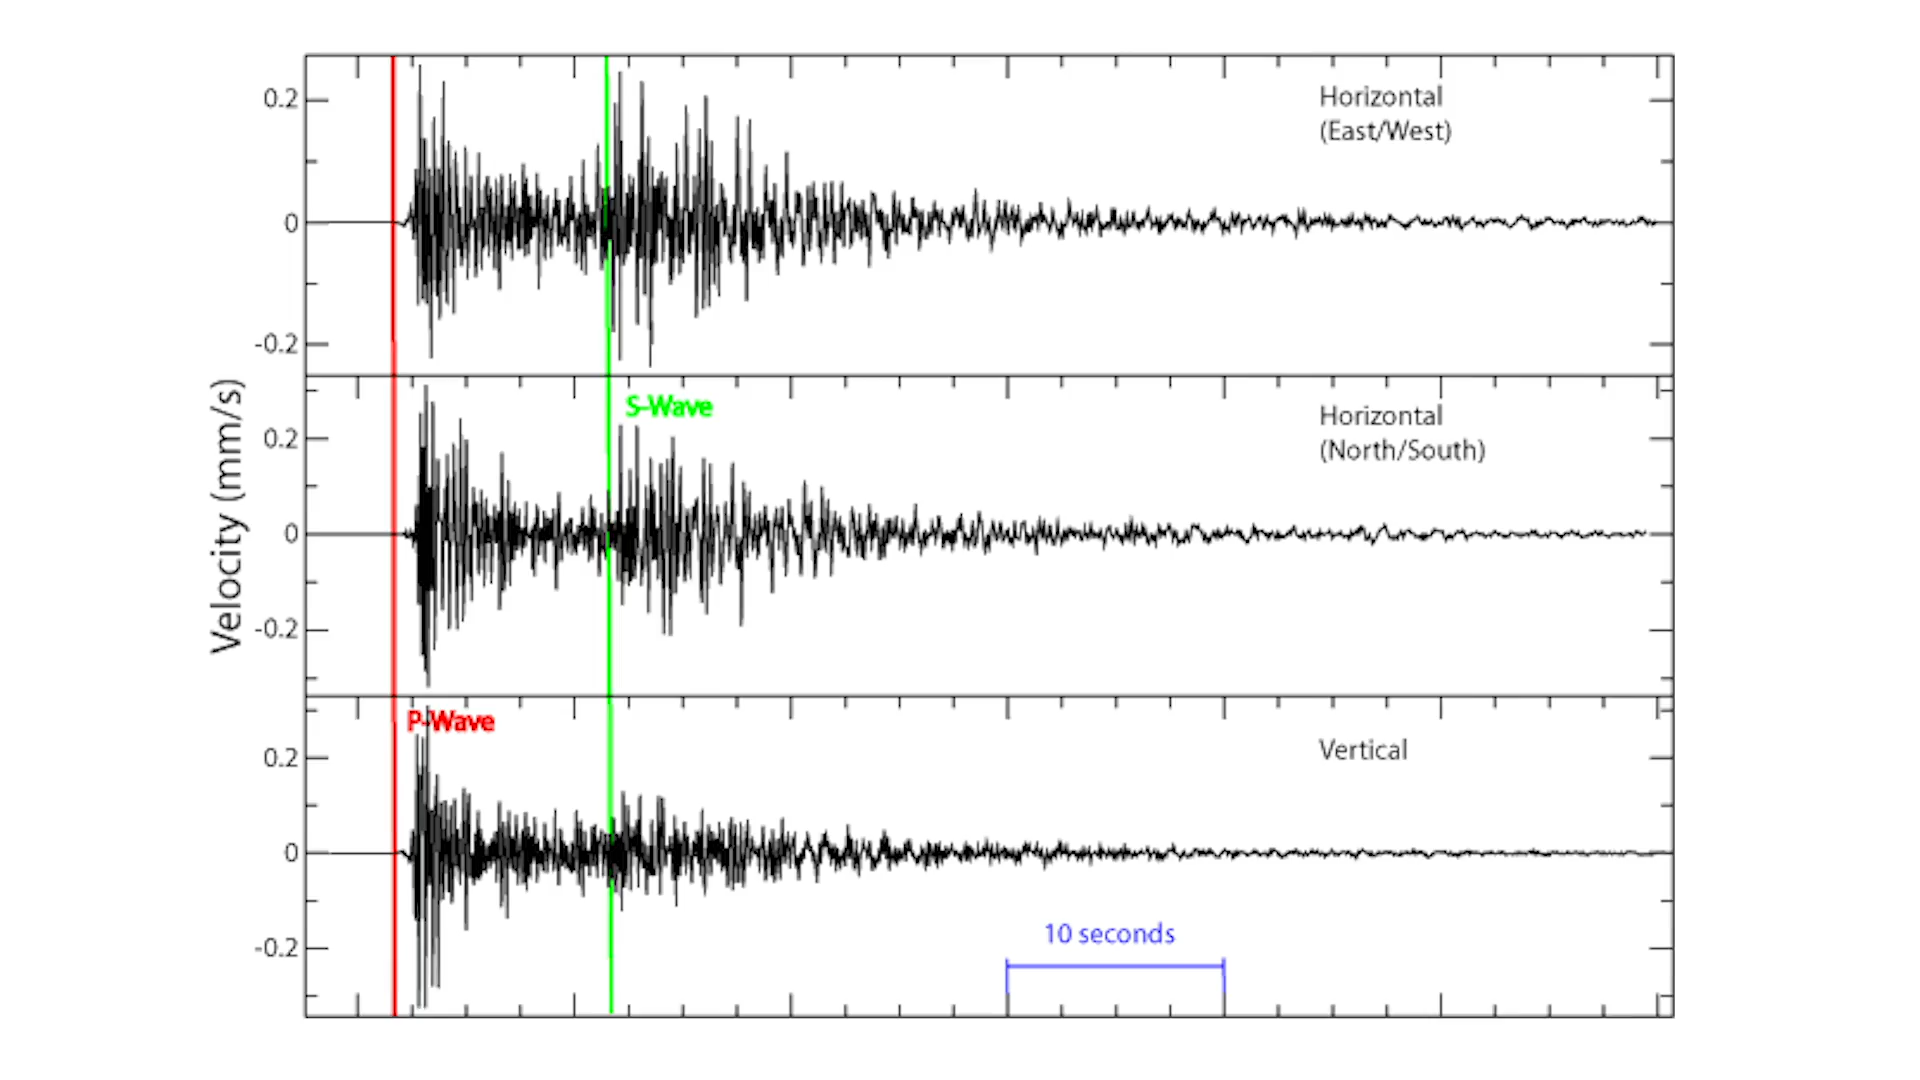 Velocity (mm/s)
0.2
0
-0.2
Horizontal
(East/West)
0.2
0
-0.2
S-Wave
Horizontal
(North/South)
0.2
0
-0.2
P-Wave
Vertical
10 seconds